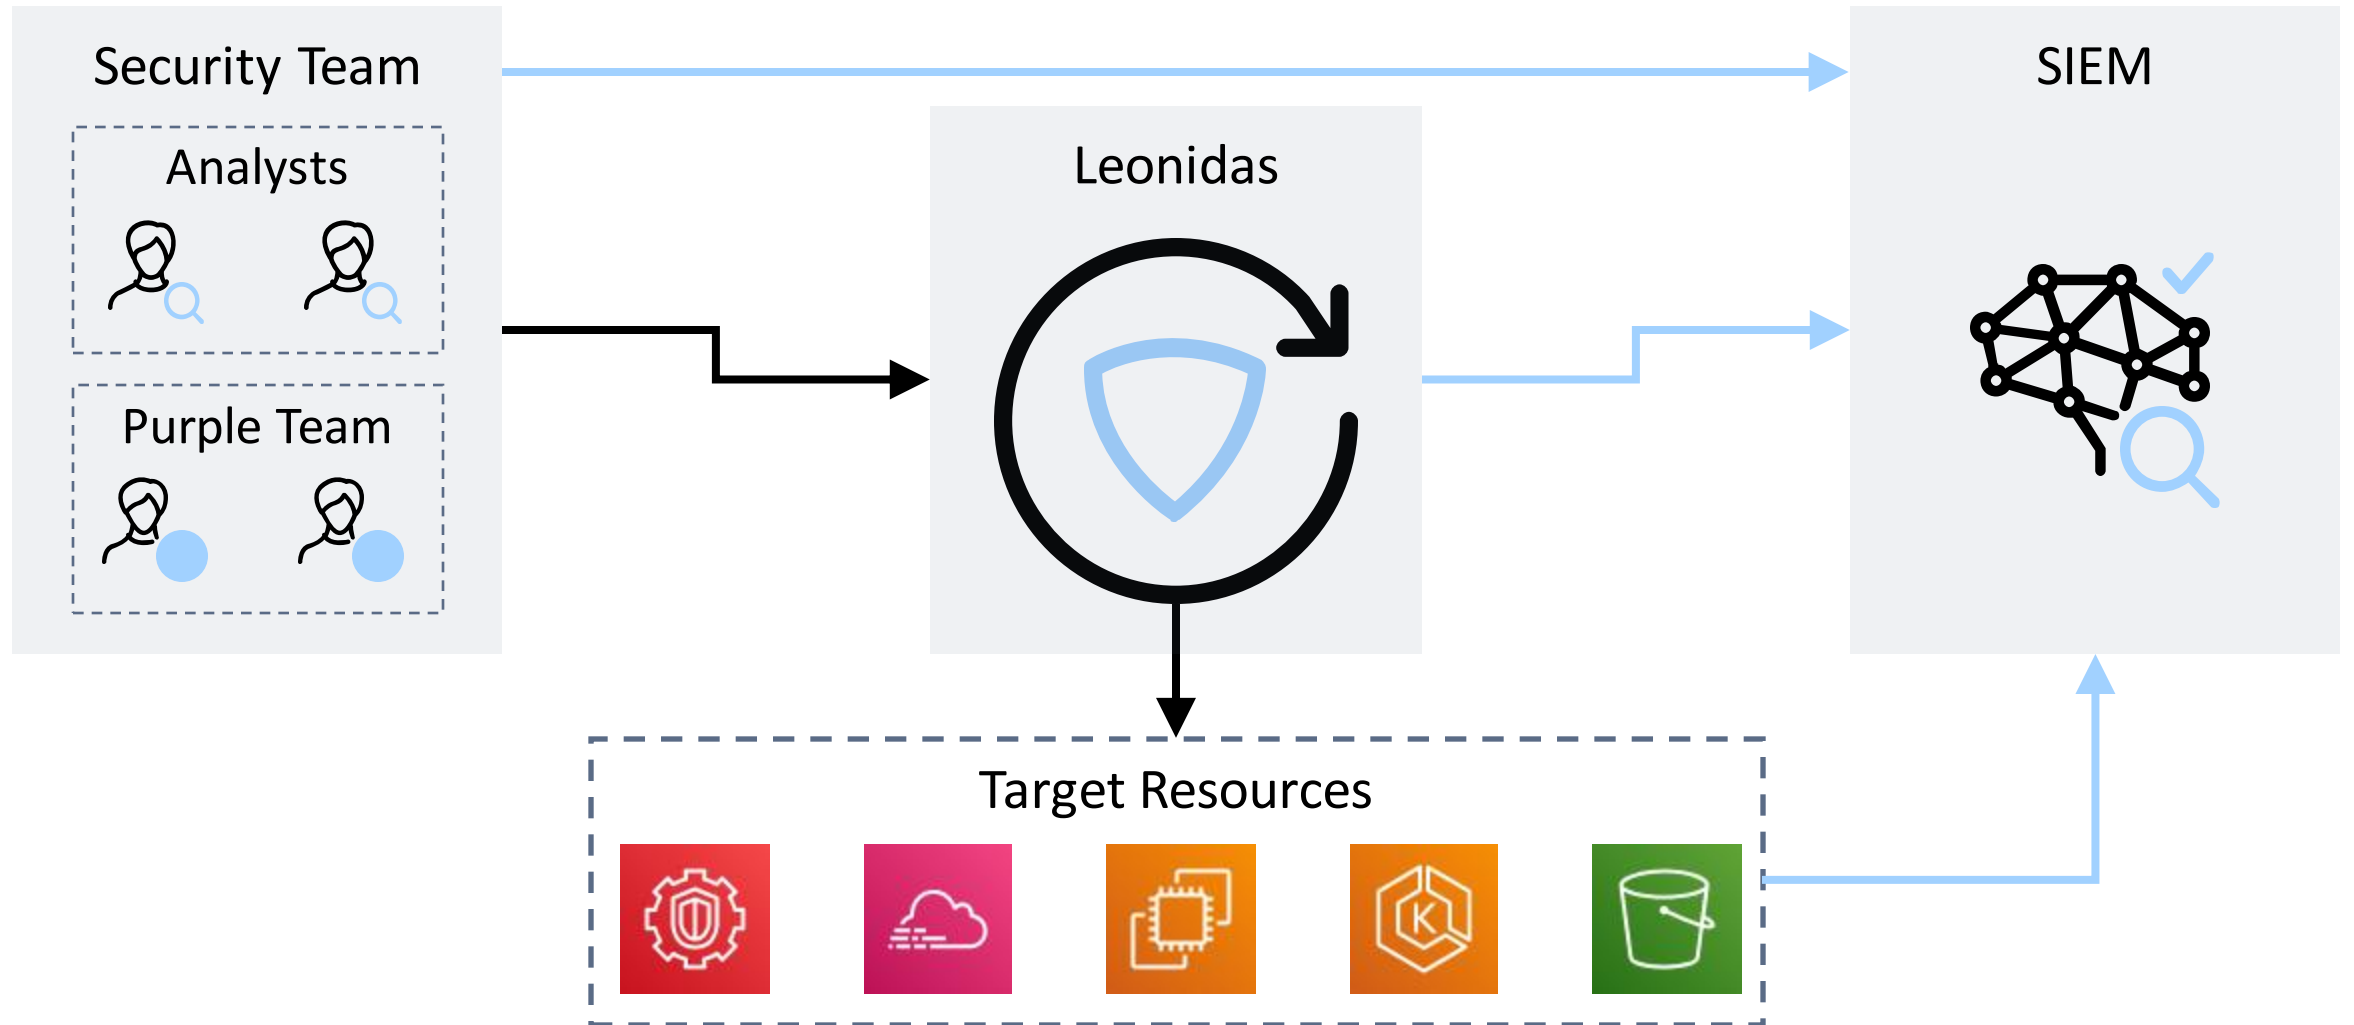 Security Team
Analysts
Purple Team
Leonidas
SIEM
Target Resources
K